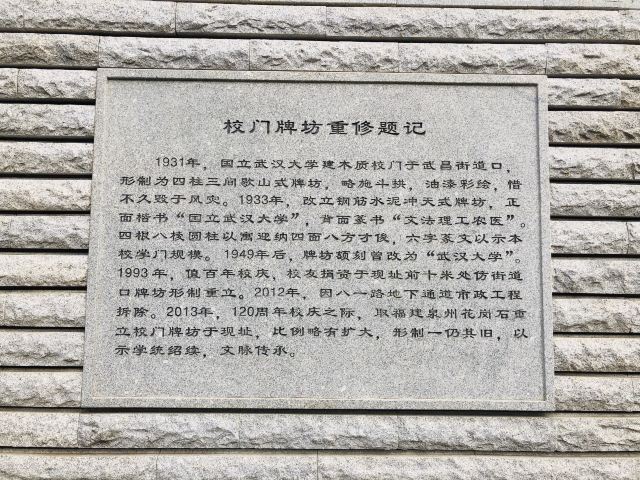 校门牌坊重修题记
1931年，国立武汉大学建木质校门于武昌街道口，
形制为四柱三间歇山式牌坊，略施斗拱，油漆彩绘，惜
不久毁于风灾。1933年，改立钢筋水泥冲天式牌坊，正
面楷书“国立武汉大学”，背面篆书“文法理工农医”。
四根八棱圆柱以寓迎纳四面八方才俊，六字篆文以示本
校学门规模。1949年后，牌坊额刻曾改为“武汉大学”。
1993年，值百年校庆，校友捐资于现址前十米处仿街道
口牌坊形制重立。2012年，因八一路地下通道市政工程
拆除。2013年，120周年校庆之际，取福建泉州花岗石重
立校门牌坊于现址，比例略有扩大，形制一仍其旧，以
示学统绍续，文脉传承。